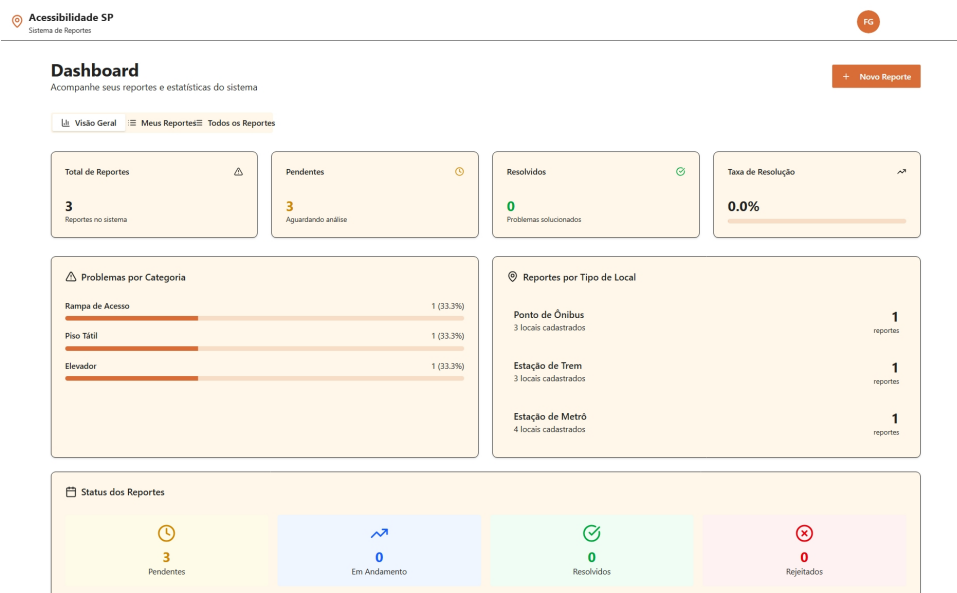 Acessibilidade SP
Sistema de Reportes
FG
Dashboard
Acompanhe seus reportes e estatísticas do sistema
+ Novo Reporte
Visão Geral
Meus Reportes
Todos os Reportes
Total de Reportes
3
Reportes no sistema
Pendentes
3
Aguardando análise
Resolvidos
0
Problemas solucionados
Taxa de Resolução
0.0%
Problemas por Categoria
Rampa de Acesso 1 (33.3%)
Piso Tátil 1 (33.3%)
Elevador 1 (33.3%)
Reportes por Tipo de Local
Ponto de Ônibus
3 locais cadastrados
1
reportes
Estação de Trem
3 locais cadastrados
1
reportes
Estação de Metrô
4 locais cadastrados
1
reportes
Status dos Reportes
3
Pendentes
0
Em Andamento
0
Resolvidos
0
Rejeitados